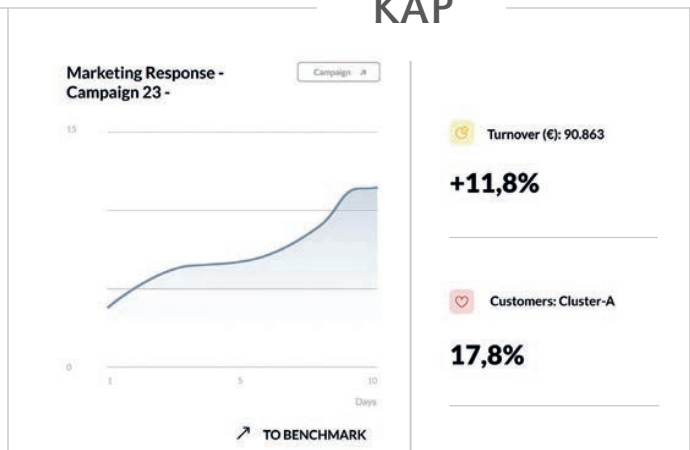 KAP
Marketing Response -
Campaign 23 -
Campaign
15
0
1
5
10
Days
TO BENCHMARK
Turnover (€): 90.863
+11,8%
Customers: Cluster-A
17,8%